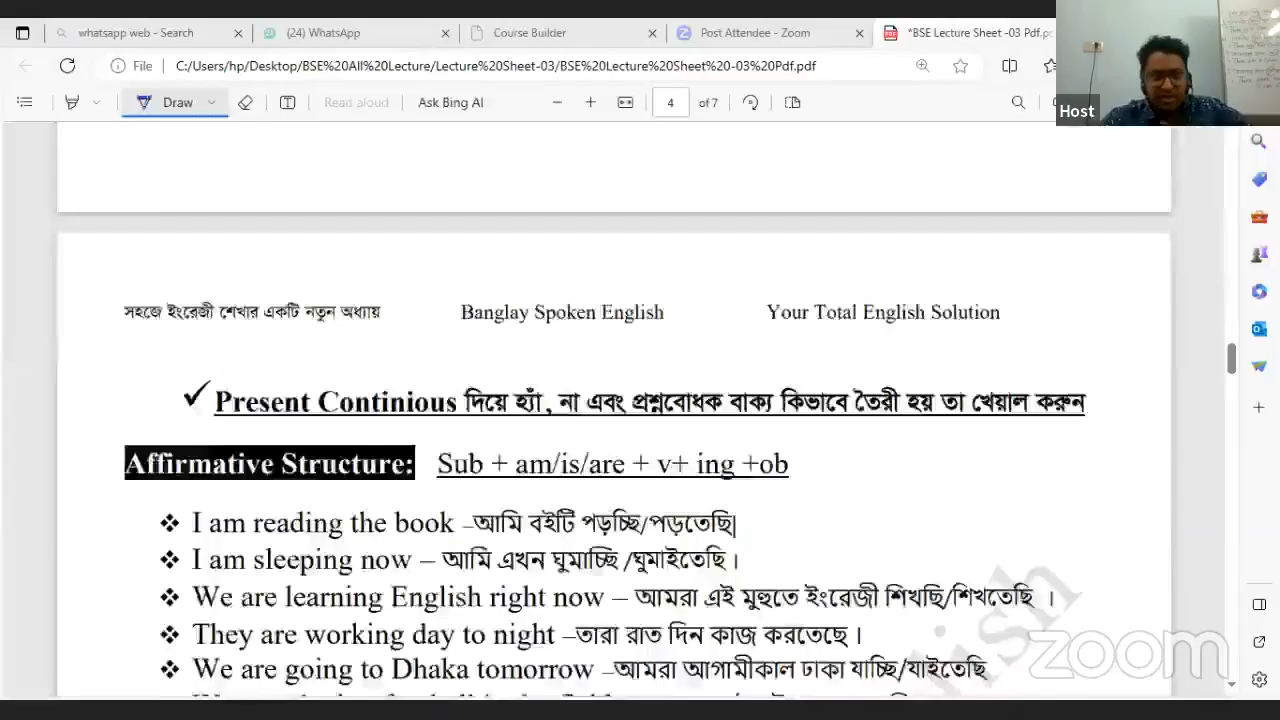 whatsapp web - Search
(24) WhatsApp
Course Builder
Post Attendee - Zoom
*BSE Lecture Sheet -03 Pdf.pc
File
C:/Users/hp/Desktop/BSE%20All%20Lecture/Lecture%20Sheet
BSE%20Lecture%20Sheet%20-03%20Pdf.pdf
Draw
Read aloud
Ask Bing AI
4 of 7
Host
সহজে ইংরেজী শেখার একটি নতুন অধ্যায় Banglay Spoken English Your Total English Solution
✓ Present Continious দিয়ে হ্যাঁ, না এবং প্রশ্নবোধক বাক্য কিভাবে তৈরী হয় তা খেয়াল করুন
Affirmative Structure: Sub + am/is/are + v+ ing +ob
❖ I am reading the book –আমি বইটি পড়চ্ছি/পড়তেছি|
❖ I am sleeping now – আমি এখন ঘুমাচ্ছি /ঘুমাইতেছি।
❖ We are learning English right now – আমরা এই মুহুতে ইংরেজী শিখছি/শিখতেছি ।
❖ They are working day to night –তারা রাত দিন কাজ করতেছে।
❖ We are going to Dhaka tomorrow –আমরা আগামীকাল ঢাকা যাচ্ছি/যাইতেছি
zoom